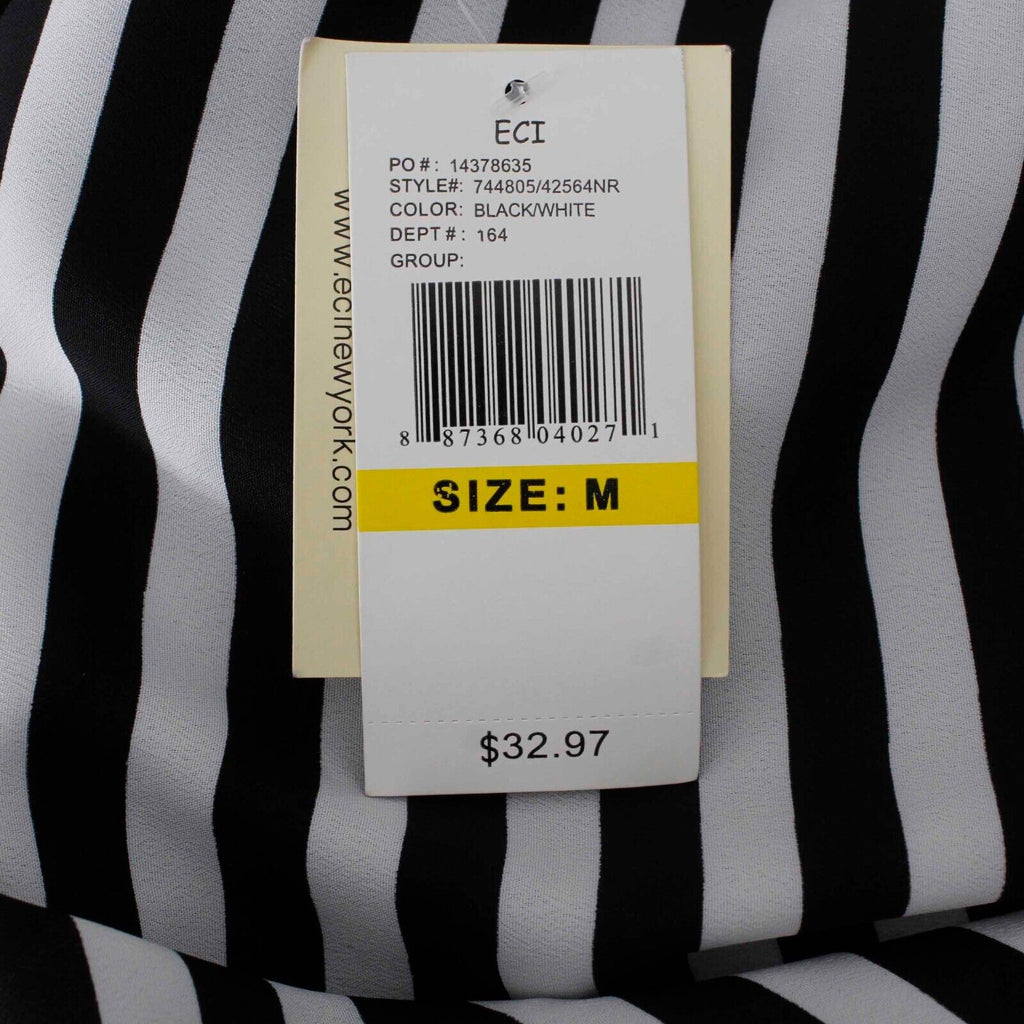 ECI
PO #: 14378635
STYLE#: 744805/42564NR
COLOR: BLACK/WHITE
DEPT #: 164
GROUP:
8 87368 04027 1
SIZE: M
$32.97
www.ecinewyork.com